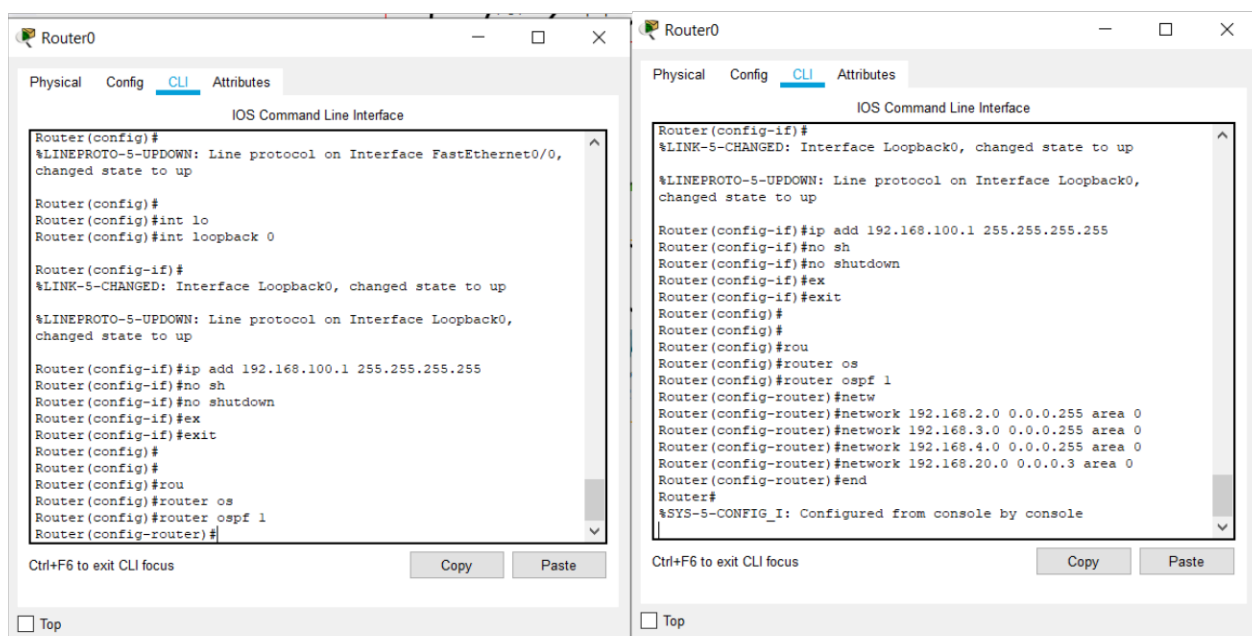 Router0
Physical Config CLI Attributes
IOS Command Line Interface
Router(config)#
%LINEPROTO-5-UPDOWN: Line protocol on Interface FastEthernet0/0,
changed state to up
Router(config)#
Router(config)#int lo
Router(config)#int loopback 0
Router(config-if)#
%LINK-5-CHANGED: Interface Loopback0, changed state to up
%LINEPROTO-5-UPDOWN: Line protocol on Interface Loopback0,
changed state to up
Router(config-if)#ip add 192.168.100.1 255.255.255.255
Router(config-if)#no sh
Router(config-if)#no shutdown
Router(config-if)#ex
Router(config-if)#exit
Router(config)#
Router(config)#
Router(config)#rou
Router(config)#router os
Router(config)#router ospf 1
Router(config-router)#
Ctrl+F6 to exit CLI focus
Copy
Paste
Top
Router0
Physical Config CLI Attributes
IOS Command Line Interface
Router(config-if)#
%LINK-5-CHANGED: Interface Loopback0, changed state to up
%LINEPROTO-5-UPDOWN: Line protocol on Interface Loopback0,
changed state to up
Router(config-if)#ip add 192.168.100.1 255.255.255.255
Router(config-if)#no sh
Router(config-if)#no shutdown
Router(config-if)#ex
Router(config-if)#exit
Router(config)#
Router(config)#
Router(config)#rou
Router(config)#router os
Router(config)#router ospf 1
Router(config-router)#netw
Router(config-router)#network 192.168.2.0 0.0.0.255 area 0
Router(config-router)#network 192.168.3.0 0.0.0.255 area 0
Router(config-router)#network 192.168.4.0 0.0.0.255 area 0
Router(config-router)#network 192.168.20.0 0.0.0.3 area 0
Router(config-router)#end
Router#
%SYS-5-CONFIG_I: Configured from console by console
Ctrl+F6 to exit CLI focus
Copy
Paste
Top